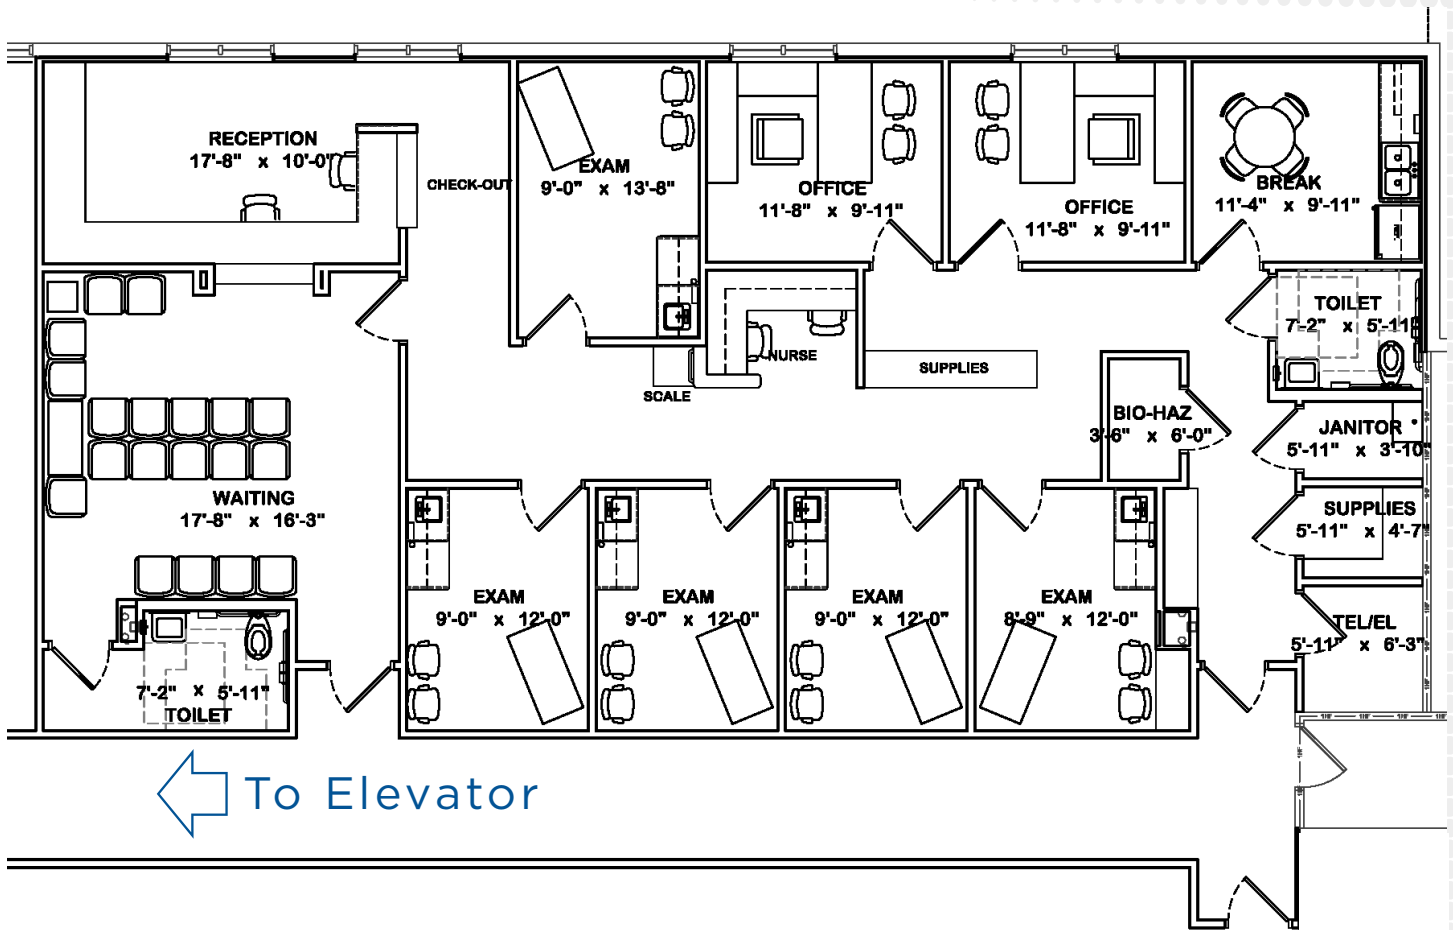 RECEPTION
17'-8" x 10'-0"
CHECK-OUT
EXAM
9'-0" x 13'-8"
OFFICE
11'-8" x 9'-11"
OFFICE
11'-8" x 9'-11"
BREAK
11'-4" x 9'-11"
TOILET
7'-2" x 5'-11"
NURSE
SCALE
SUPPLIES
BIO-HAZ
3'-6" x 6'-0"
JANITOR
5'-11" x 3'-10"
WAITING
17'-8" x 16'-3"
SUPPLIES
5'-11" x 4'-7"
EXAM
9'-0" x 12'-0"
EXAM
9'-0" x 12'-0"
EXAM
9'-0" x 12'-0"
EXAM
8'-9" x 12'-0"
TEL/EL
5'-11" x 6'-3"
7'-2" x 5'-11"
TOILET
To Elevator